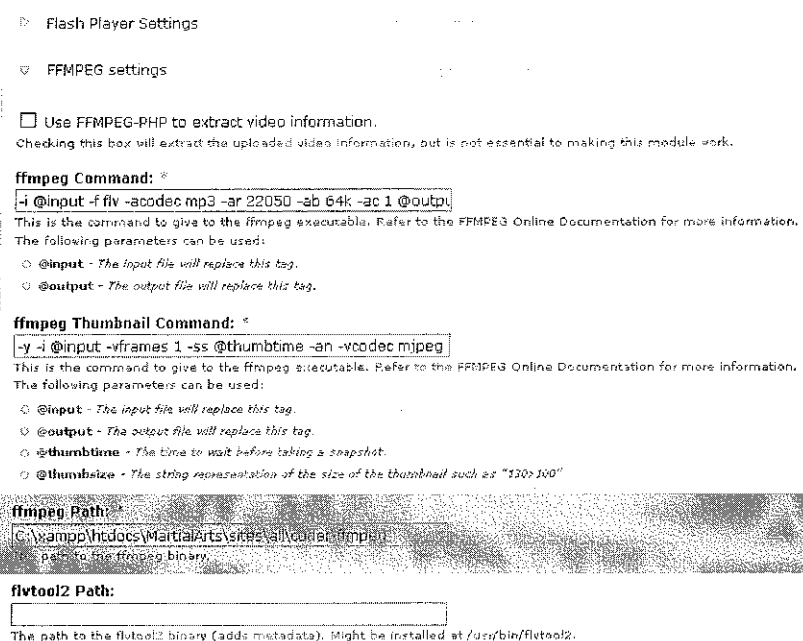 Flash Player Settings
FFMPEG settings
Use FFMPEG-PHP to extract video information.
Checking this box will extract the uploaded video information, but is not essential to making this module work.
ffmpeg Command: *
-i @input -f flv -acodec mp3 -ar 22050 -ab 64k -ac 1 @outpu
This is the command to give to the ffmpeg executable. Refer to the FFMPEG Online Documentation for more information.
The following parameters can be used:
@input - The input file will replace this tag.
@output - The output file will replace this tag.
ffmpeg Thumbnail Command: *
-y -i @input -vframes 1 -ss @thumbtime -an -vcodec mjpeg
This is the command to give to the ffmpeg executable. Refer to the FFMPEG Online Documentation for more information.
The following parameters can be used:
@input - The input file will replace this tag.
@output - The output file will replace this tag.
@thumbtime - The time to wait before taking a snapshot.
@thumbsize - The string representation of the size of the thumbnail such as "130x100"
ffmpeg Path: *
C:\xampp\htdocs\MartialArts\sites\all\
path to the ffmpeg binary.
flvtool2 Path:
The path to the flvtool2 binary (adds metadata). Might be installed at /usr/bin/flvtool2.